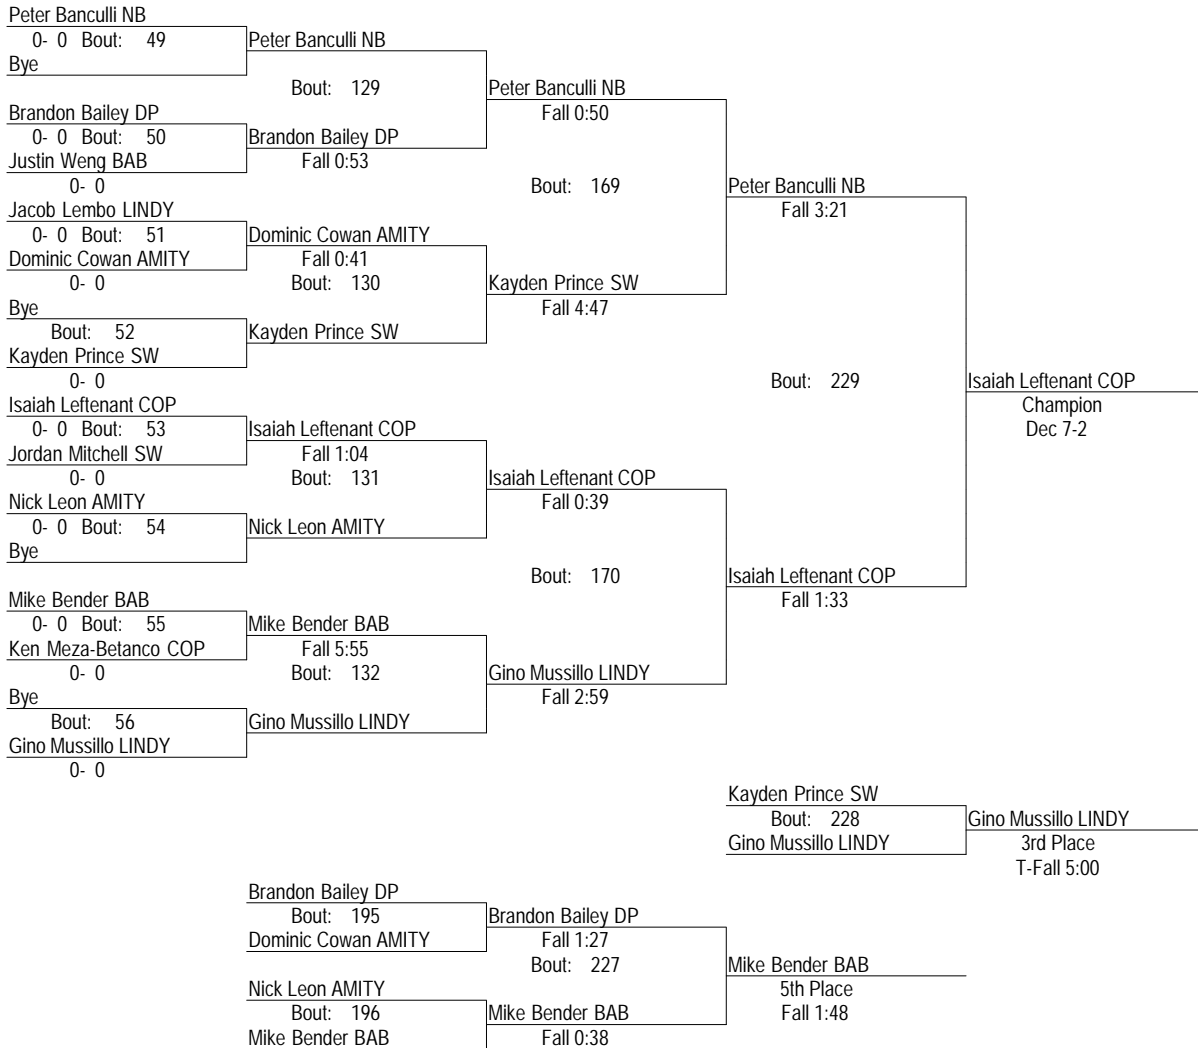 Peter Banculli NB
0- 0 Bout: 49
Peter Banculli NB
Bye
Bout: 129
Peter Banculli NB
Brandon Bailey DP
Fall 0:50
0- 0 Bout: 50
Brandon Bailey DP
Justin Weng BAB
Fall 0:53
0- 0
Bout: 169
Peter Banculli NB
Jacob Lembo LINDY
Fall 3:21
0- 0 Bout: 51
Dominic Cowan AMITY
Dominic Cowan AMITY
Fall 0:41
0- 0
Bout: 130
Kayden Prince SW
Bye
Fall 4:47
Bout: 52
Kayden Prince SW
Kayden Prince SW
0- 0
Bout: 229
Isaiah Leftenant COP
Isaiah Leftenant COP
Champion
0- 0 Bout: 53
Isaiah Leftenant COP
Dec 7-2
Jordan Mitchell SW
Fall 1:04
0- 0
Bout: 131
Isaiah Leftenant COP
Nick Leon AMITY
Fall 0:39
0- 0 Bout: 54
Nick Leon AMITY
Bye
Bout: 170
Isaiah Leftenant COP
Mike Bender BAB
Fall 1:33
0- 0 Bout: 55
Mike Bender BAB
Ken Meza-Betanco COP
Fall 5:55
0- 0
Bout: 132
Gino Mussillo LINDY
Bye
Fall 2:59
Bout: 56
Gino Mussillo LINDY
Gino Mussillo LINDY
0- 0
Kayden Prince SW
Bout: 228
Gino Mussillo LINDY
Gino Mussillo LINDY
3rd Place
T-Fall 5:00
Brandon Bailey DP
Bout: 195
Brandon Bailey DP
Dominic Cowan AMITY
Fall 1:27
Bout: 227
Mike Bender BAB
Nick Leon AMITY
5th Place
Bout: 196
Mike Bender BAB
Fall 1:48
Mike Bender BAB
Fall 0:38